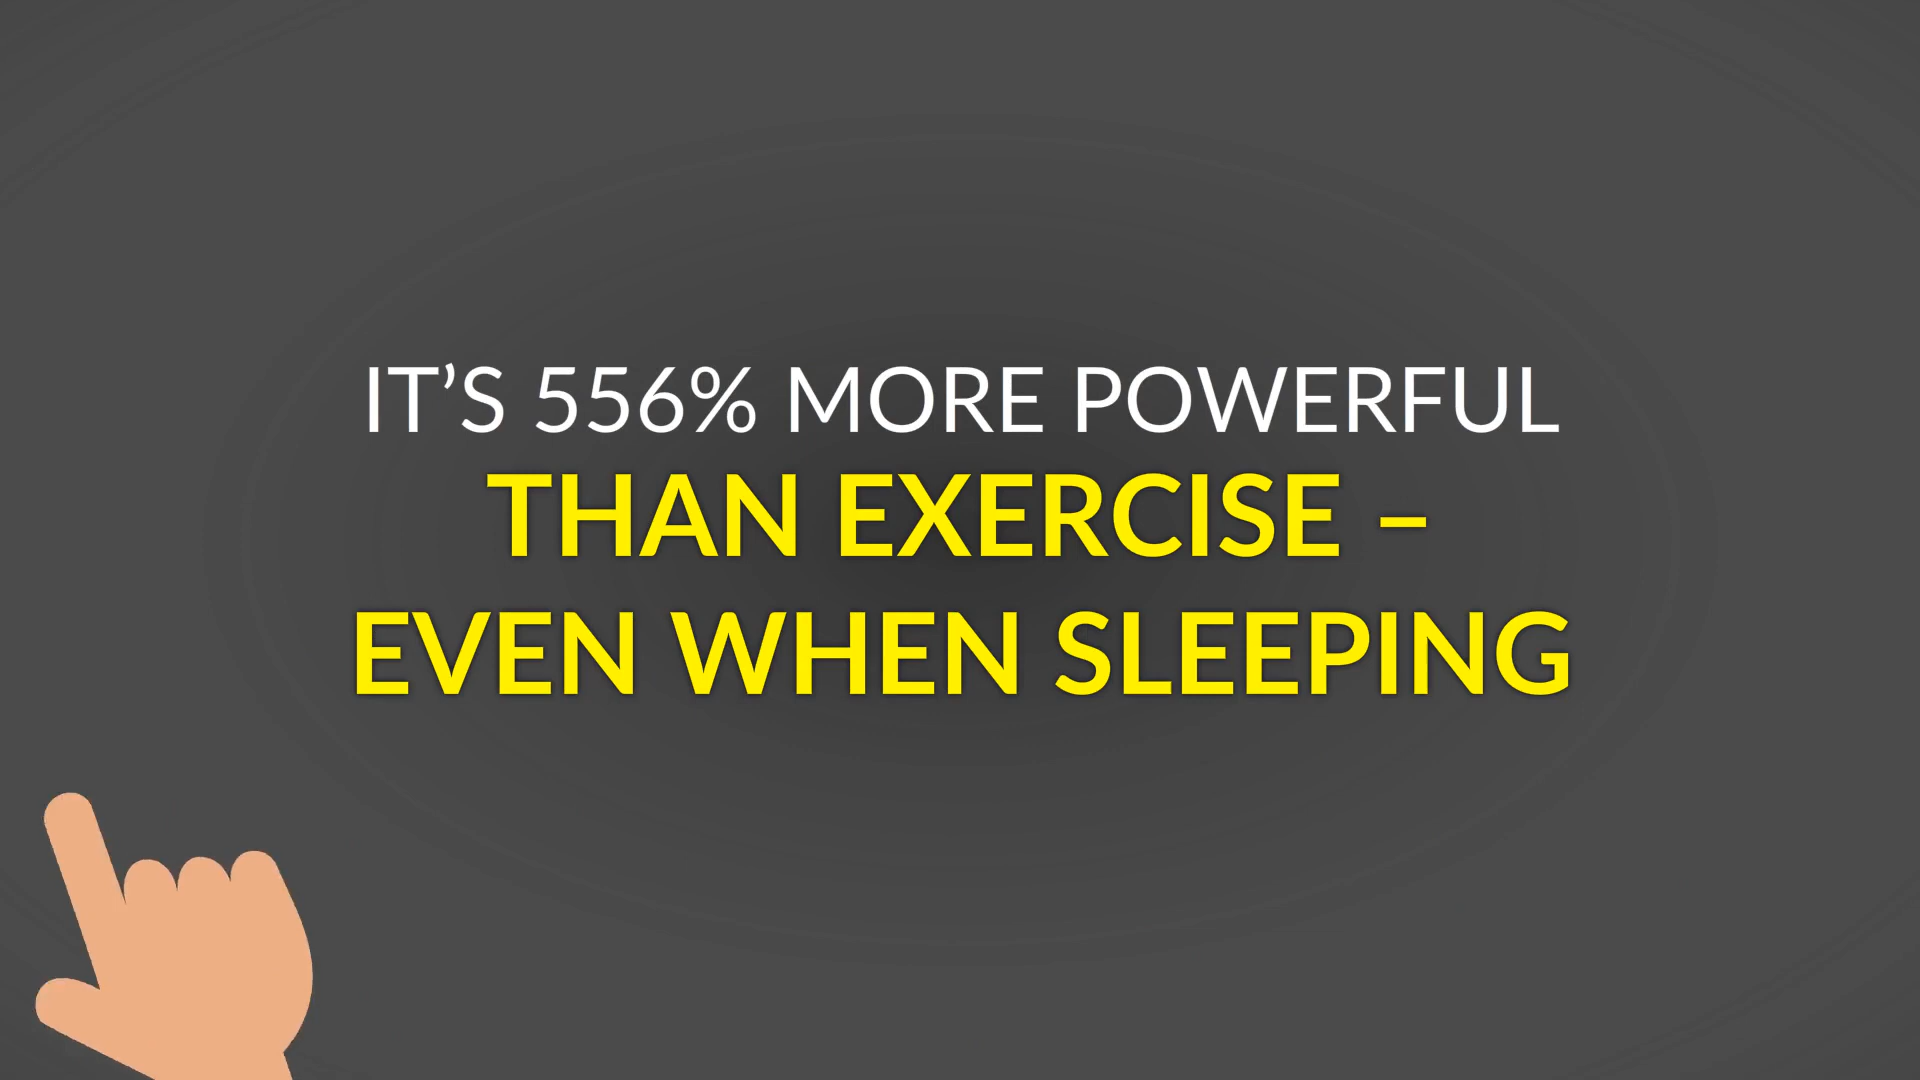 IT’S 556% MORE POWERFUL
THAN EXERCISE –
EVEN WHEN SLEEPING